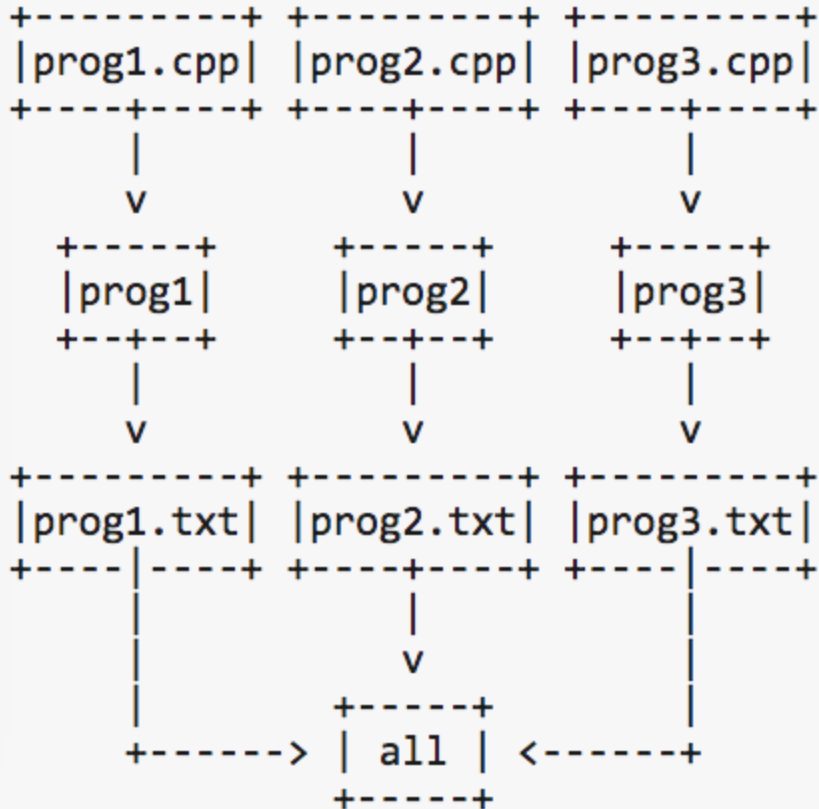 +---------+ +---------+ +---------+
|prog1.cpp| |prog2.cpp| |prog3.cpp|
+----+----+ +----+----+ +----+----+
     |           |           |
     v           v           v
  +-----+     +-----+     +-----+
  |prog1|     |prog2|     |prog3|
  +--+--+     +--+--+     +--+--+
     |           |           |
     v           v           v
+---------+ +---------+ +---------+
|prog1.txt| |prog2.txt| |prog3.txt|
+----|----+ +----+----+ +----|----+
     |           |           |
     |           v           |
     |        +-----+        |
     +------> | all | <------+
              +-----+